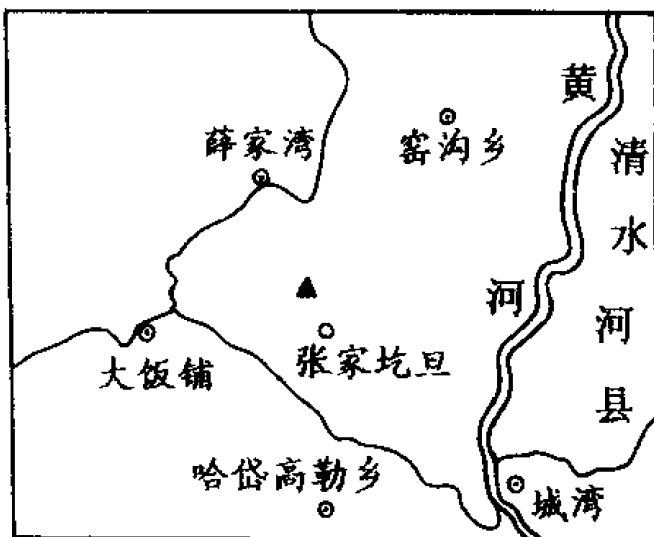 黄河
清水河县
窑沟乡
薛家湾
大饭铺
张家圪旦
哈岱高勒乡
城湾